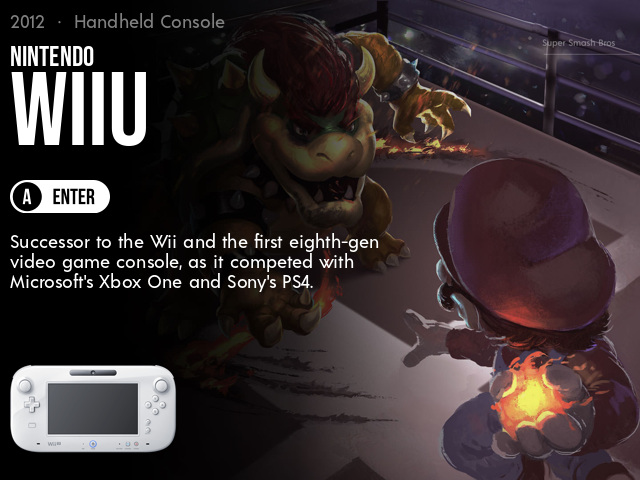 2012 · Handheld Console
Super Smash Bros
NINTENDO
WIIU
A ENTER
Successor to the Wii and the first eighth-gen
video game console, as it competed with
Microsoft's Xbox One and Sony's PS4.
WiiU